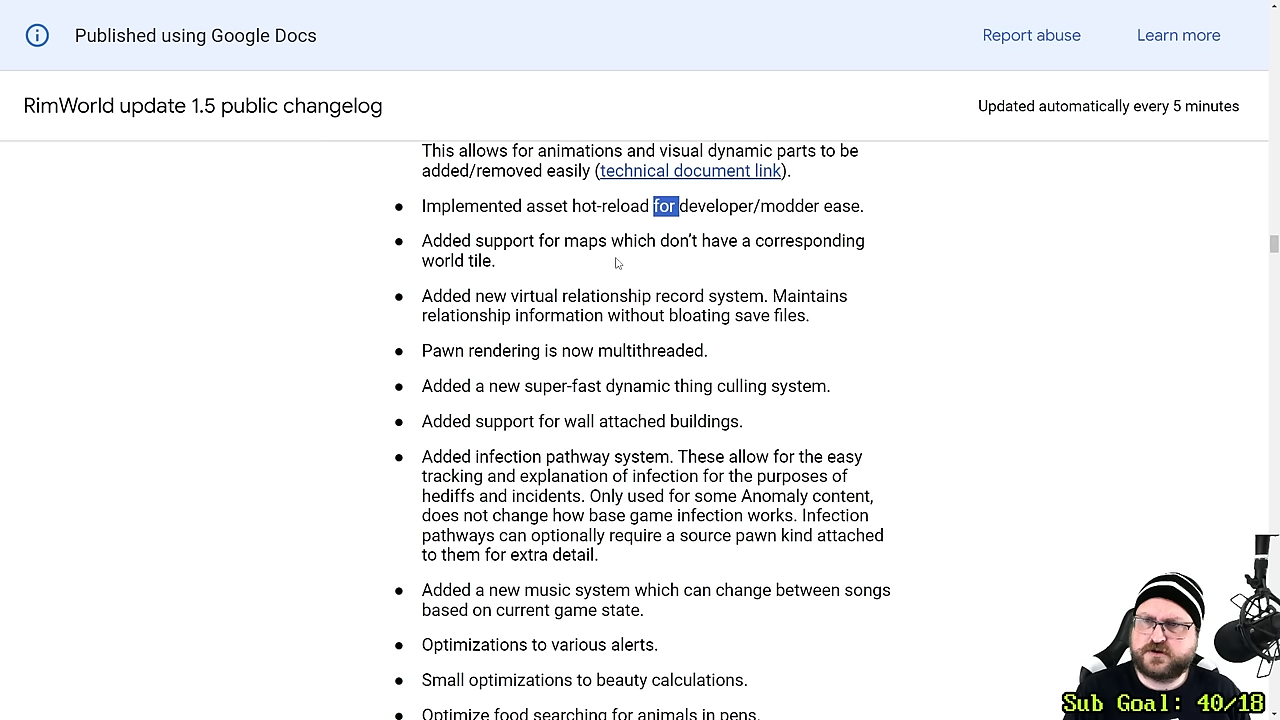 Published using Google Docs
Report abuse
Learn more
RimWorld update 1.5 public changelog
Updated automatically every 5 minutes
This allows for animations and visual dynamic parts to be
added/removed easily (technical document link).
● Implemented asset hot-reload for developer/modder ease.
● Added support for maps which don’t have a corresponding
world tile.
● Added new virtual relationship record system. Maintains
relationship information without bloating save files.
● Pawn rendering is now multithreaded.
● Added a new super-fast dynamic thing culling system.
● Added support for wall attached buildings.
● Added infection pathway system. These allow for the easy
tracking and explanation of infection for the purposes of
hediffs and incidents. Only used for some Anomaly content,
does not change how base game infection works. Infection
pathways can optionally require a source pawn kind attached
to them for extra detail.
● Added a new music system which can change between songs
based on current game state.
● Optimizations to various alerts.
● Small optimizations to beauty calculations.
● Optimize food searching for animals in pens.
Sub Goal: 40/18